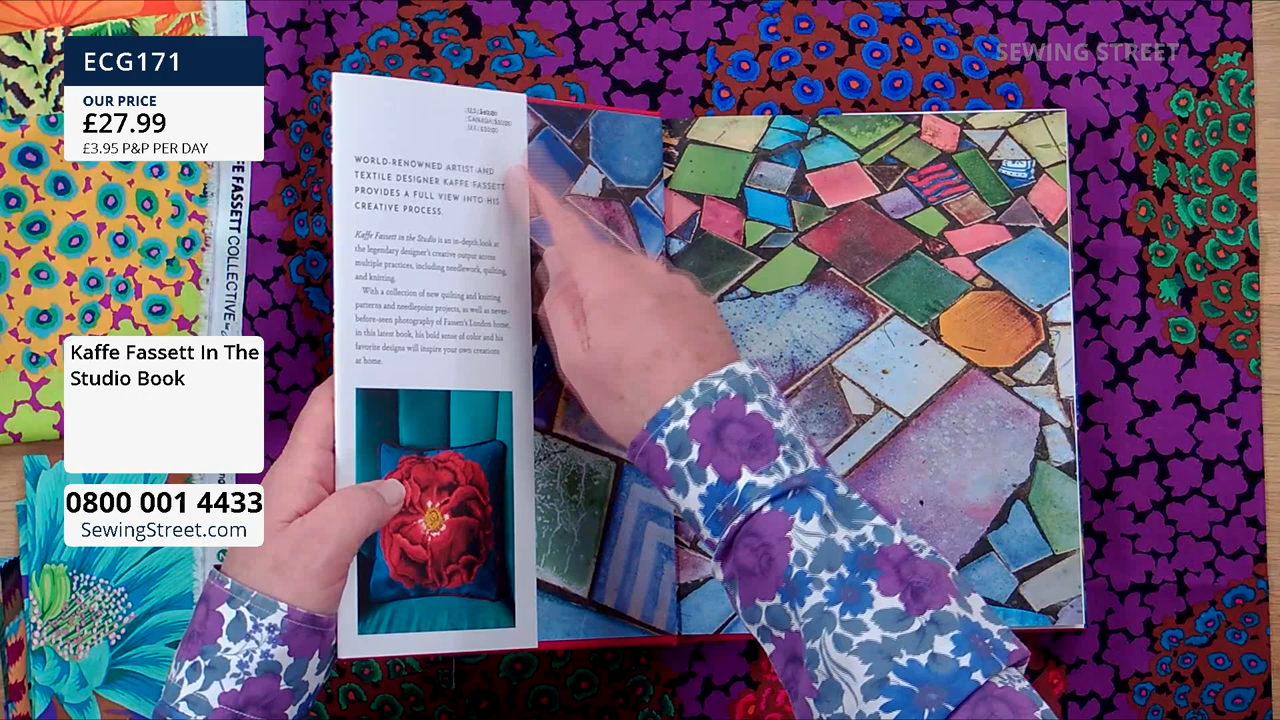 ECG171
OUR PRICE
£27.99
£3.95 P&P PER DAY
SEWING STREET
FE FASSETT COLLECTIVE
Kaffe Fassett In The
Studio Book
0800 001 4433
SewingStreet.com
WORLD-RENOWNED ARTIST AND
TEXTILE DESIGNER KAFFE FASSETT
PROVIDES A FULL VIEW INTO HIS
CREATIVE PROCESS.
Kaffe Fassett in the Studio is an in-depth look at
the legendary designer's creative output across
multiple practices, including needlework, quilting,
and knitting.
With a collection of new quilting and knitting
patterns and needlepoint projects, as well as never-
before-seen photography of Fassett's London home,
in this latest book, his bold sense of color and his
favorite designs will inspire your own creations
at home.